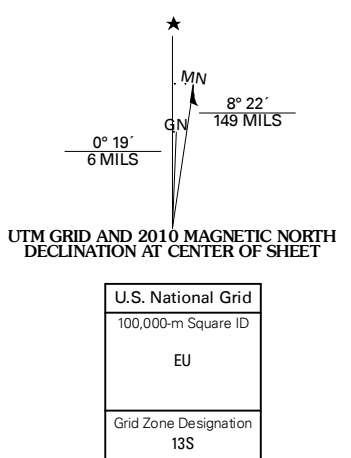 ★
MN
8° 22´
149 MILS
GN
0° 19´
6 MILS
UTM GRID AND 2010 MAGNETIC NORTH
DECLINATION AT CENTER OF SHEET
U.S. National Grid
100,000-m Square ID
EU
Grid Zone Designation
13S